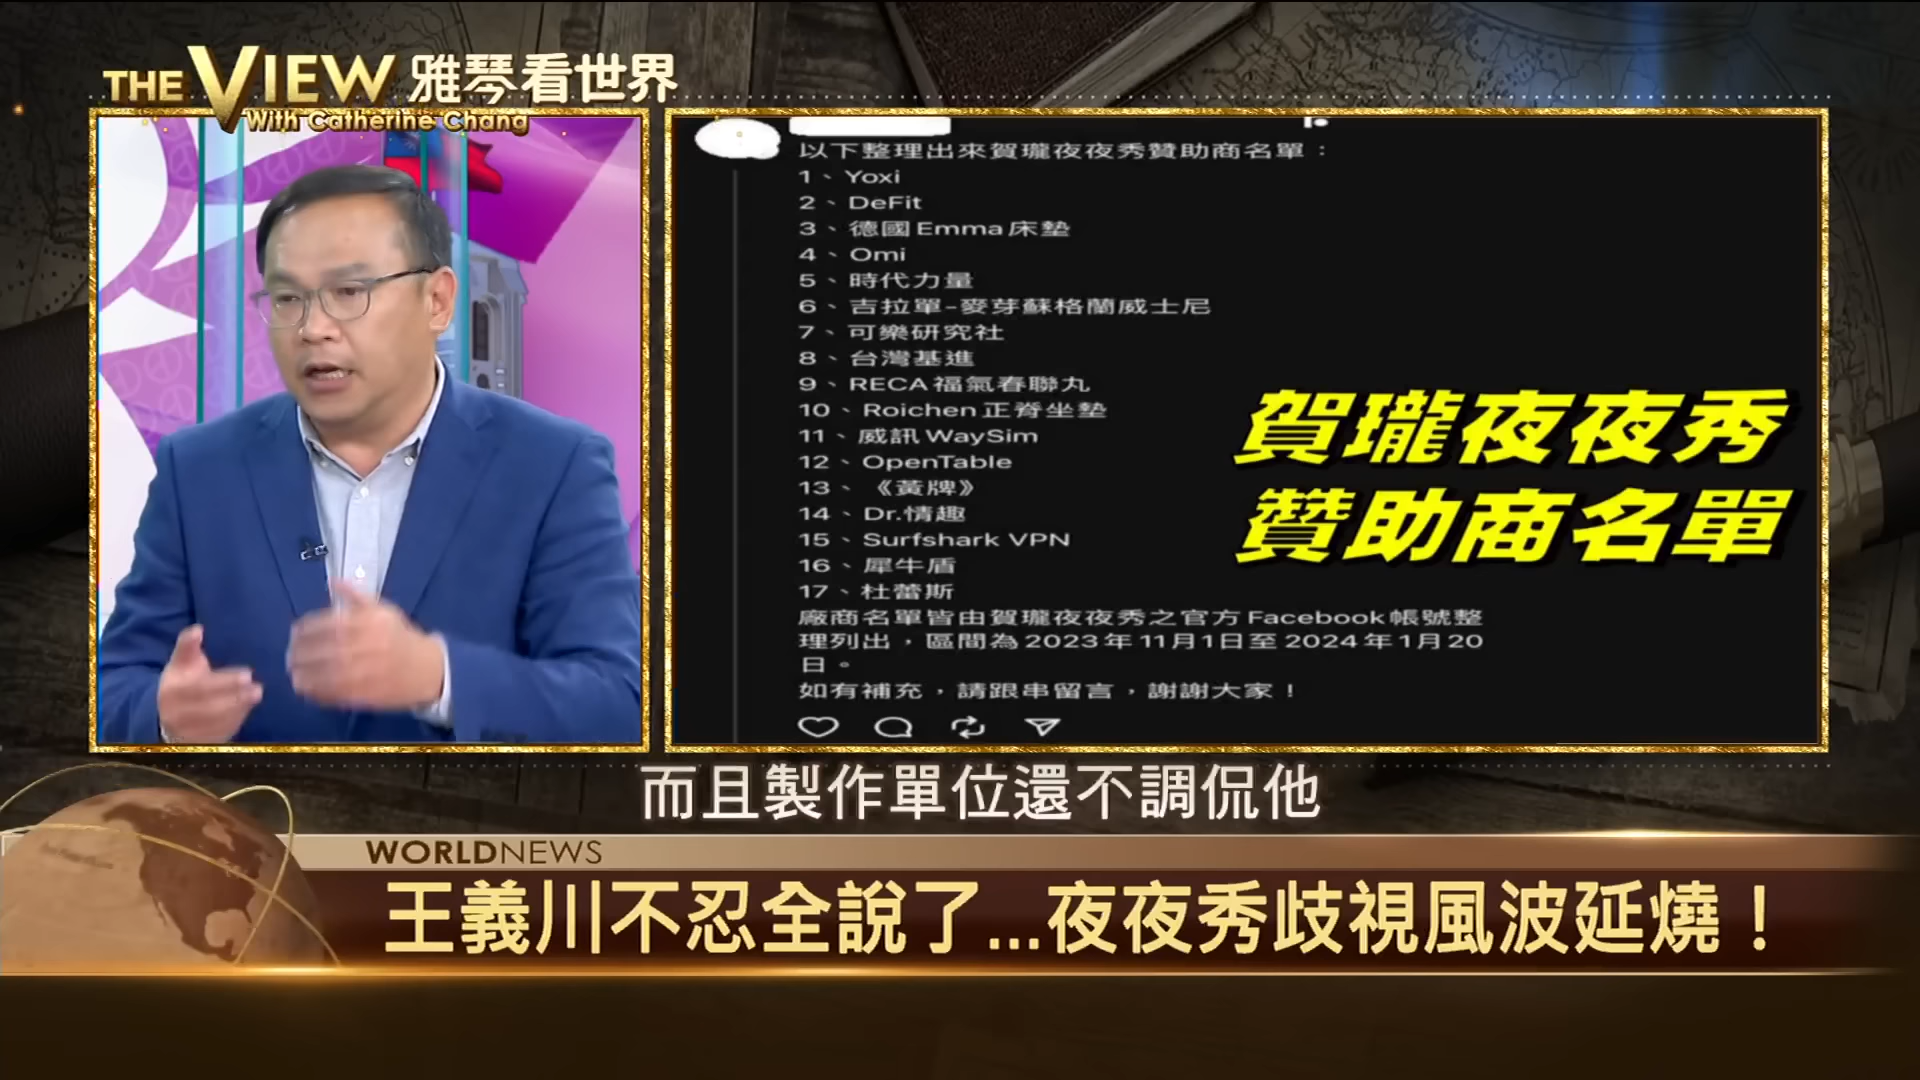 THE VIEW 雅琴看世界
With Catherine Chang
以下整理出來賀瓏夜夜秀贊助商名單：
1、Yoxi
2、DeFit
3、德國Emma床墊
4、Omi
5、時代力量
6、吉拉單-麥芽蘇格蘭威士尼
7、可樂研究社
8、台灣基進
9、RECA福氣春聯丸
10、Roichen正脊坐墊
11、威訊WaySim
12、OpenTable
13、《黃牌》
14、Dr.情趣
15、Surfshark VPN
16、犀牛盾
17、杜蕾斯
廠商名單皆由賀瓏夜夜秀之官方Facebook帳號整
理列出，區間為2023年11月1日至2024年1月20
日。
如有補充，請跟串留言，謝謝大家！
賀瓏夜夜秀
贊助商名單
而且製作單位還不調侃他
WORLDNEWS
王義川不忍全說了...夜夜秀歧視風波延燒！